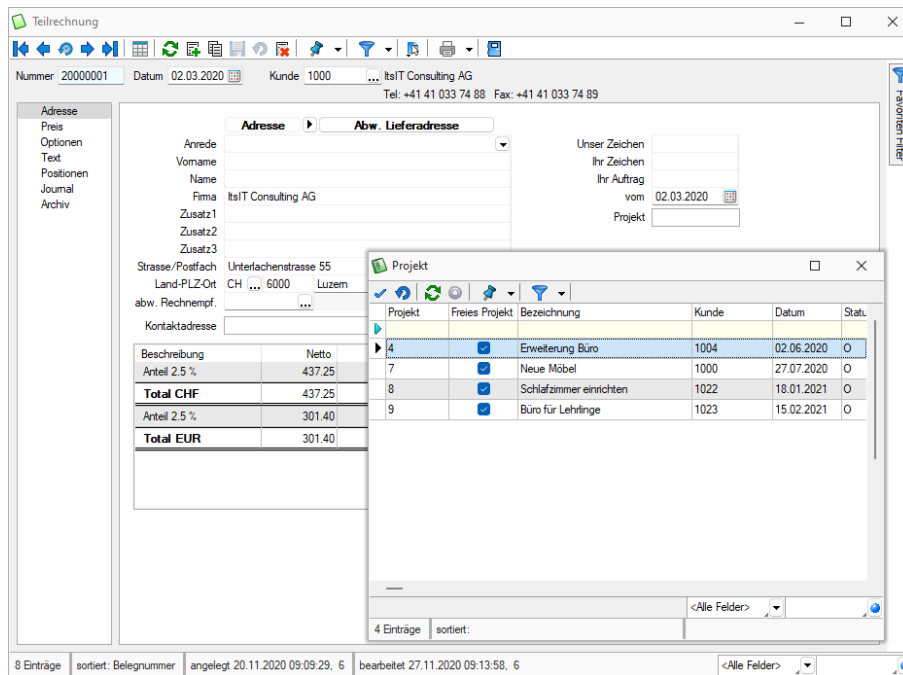 Teilrechnung
Nummer 20000001 Datum 02.03.2020 Kunde 1000 ... ItsIT Consulting AG
Tel: +41 41 033 74 88 Fax: +41 41 033 74 89
Favoriten Filter
Adresse
Preis
Optionen
Text
Positionen
Journal
Archiv
Adresse Abw. Lieferadresse
Anrede
Vorname
Name
Firma ItsIT Consulting AG
Zusatz1
Zusatz2
Zusatz3
Strasse/Postfach Unterlachenstrasse 55
Land-PLZ-Ort CH ... 6000 Luzern
abw. Rechnempf. ...
Kontaktadresse
Unser Zeichen
Ihr Zeichen
Ihr Auftrag
vom 02.03.2020
Projekt
Beschreibung Netto
Anteil 2.5 % 437.25
Total CHF 437.25
Anteil 2.5 % 301.40
Total EUR 301.40
Projekt
Projekt Freies Projekt Bezeichnung Kunde Datum Statu
4 Erweiterung Büro 1004 02.06.2020 O
7 Neue Möbel 1000 27.07.2020 O
8 Schlafzimmer einrichten 1022 18.01.2021 O
9 Büro für Lehrlinge 1023 15.02.2021 O
<Alle Felder>
4 Einträge sortiert:
8 Einträge sortiert: Belegnummer angelegt 20.11.2020 09:09:29, 6 bearbeitet 27.11.2020 09:13:58, 6 <Alle Felder>